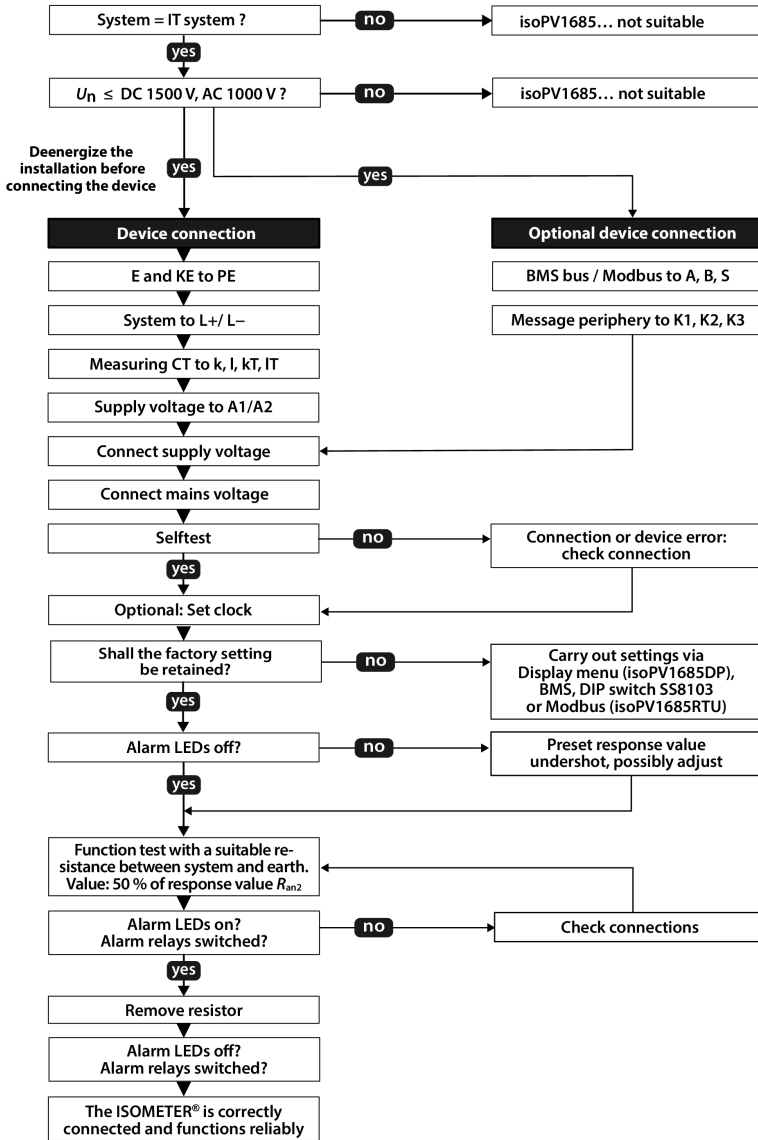 System = IT system ?
no
isoPV1685… not suitable
yes
Un ≤ DC 1500 V, AC 1000 V ?
no
isoPV1685… not suitable
Deenergize the
installation before
connecting the device
yes
yes
Device connection
Optional device connection
E and KE to PE
BMS bus / Modbus to A, B, S
System to L+/ L−
Message periphery to K1, K2, K3
Measuring CT to k, l, kT, lT
Supply voltage to A1/A2
Connect supply voltage
Connect mains voltage
Selftest
no
Connection or device error:
check connection
yes
Optional: Set clock
Shall the factory setting
be retained?
no
Carry out settings via
Display menu (isoPV1685DP),
BMS, DIP switch SS8103
or Modbus (isoPV1685RTU)
yes
Alarm LEDs off?
no
Preset response value
undershot, possibly adjust
yes
Function test with a suitable re-
sistance between system and earth.
Value: 50 % of response value Ran2
Alarm LEDs on?
Alarm relays switched?
no
Check connections
yes
Remove resistor
Alarm LEDs off?
Alarm relays switched?
The ISOMETER® is correctly
connected and functions reliably